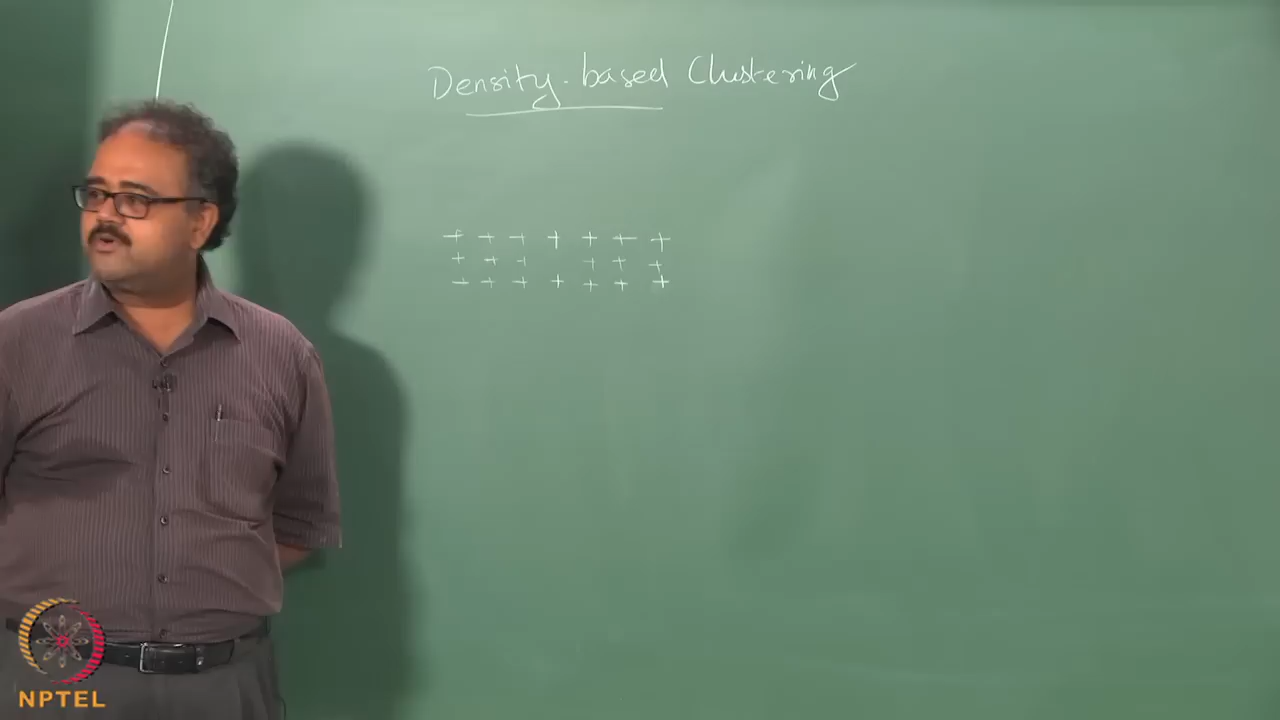 Density-based Clustering
+ + + + + + +
+ + + + + +
+ + + + + + +
NPTEL